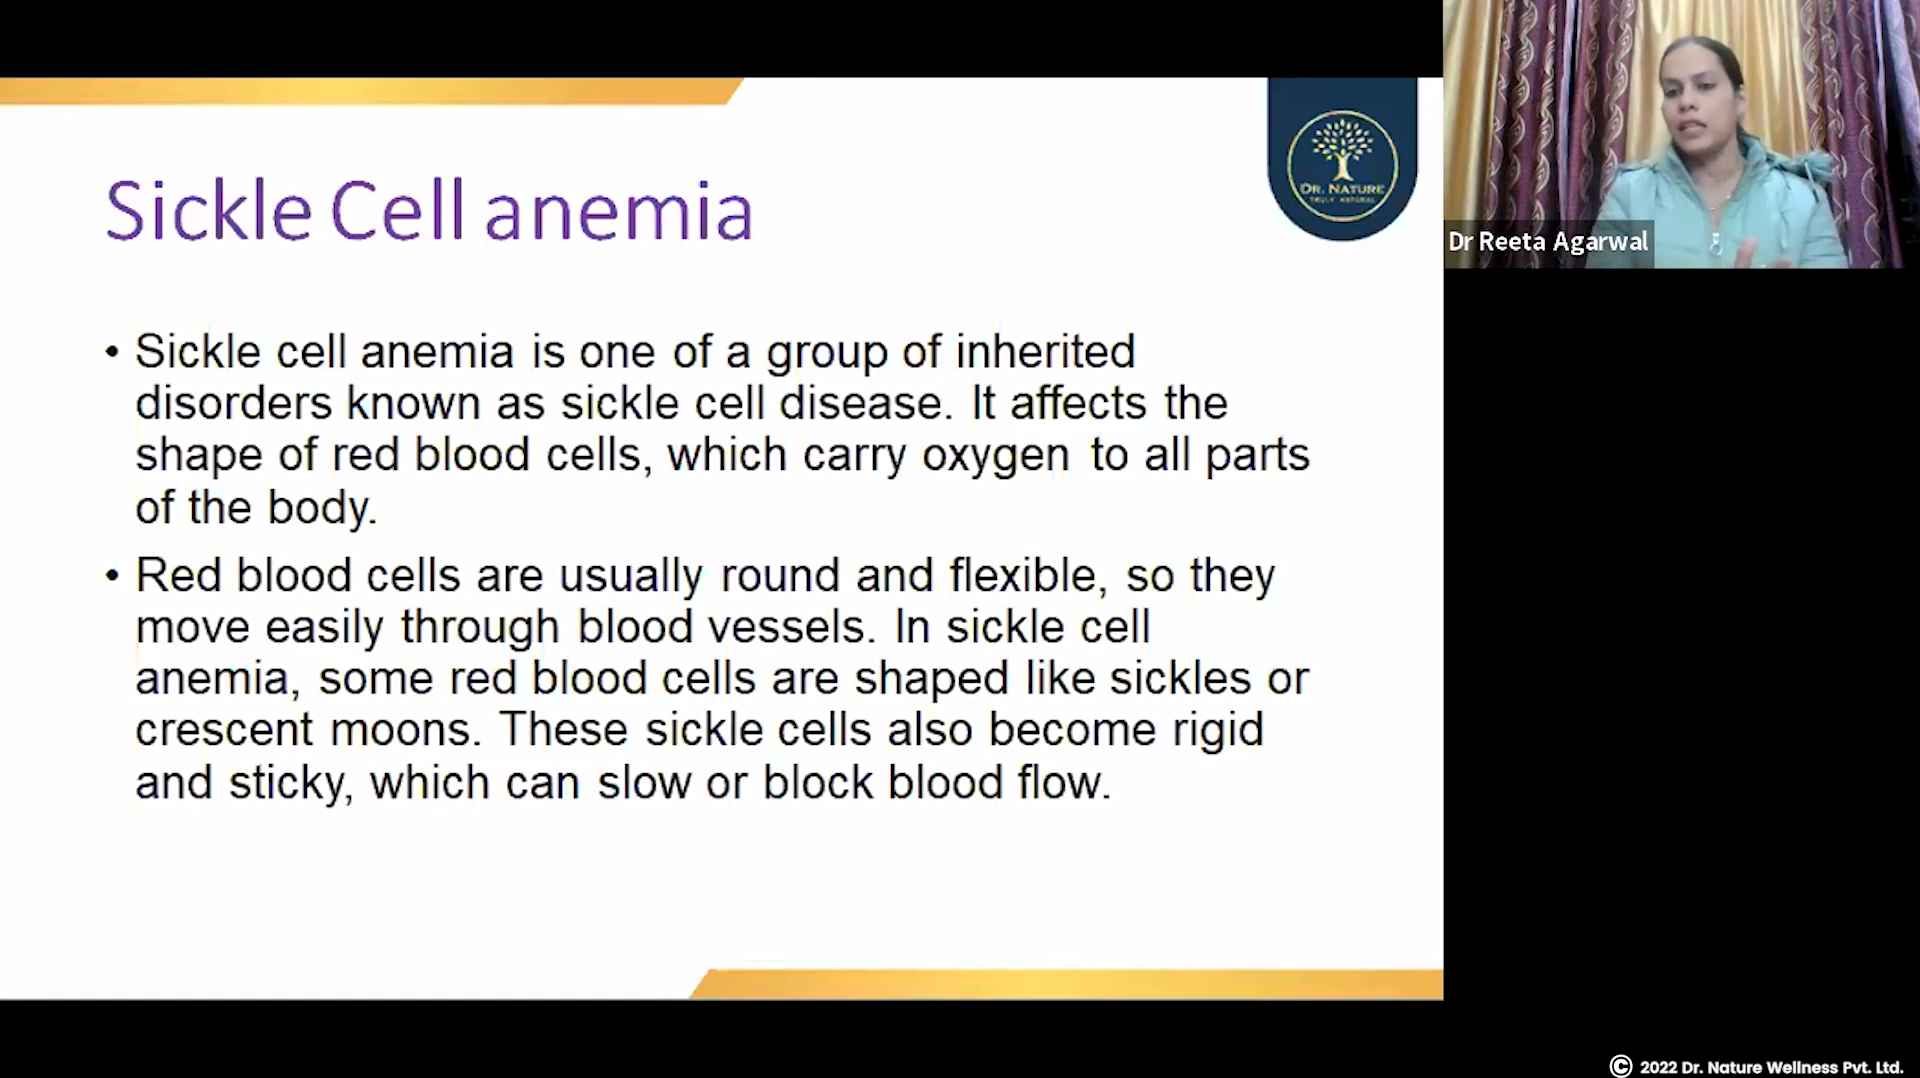 Sickle Cell anemia
DR. NATURE
TRULY NATURAL
Dr Reeta Agarwal
• Sickle cell anemia is one of a group of inherited
disorders known as sickle cell disease. It affects the
shape of red blood cells, which carry oxygen to all parts
of the body.
• Red blood cells are usually round and flexible, so they
move easily through blood vessels. In sickle cell
anemia, some red blood cells are shaped like sickles or
crescent moons. These sickle cells also become rigid
and sticky, which can slow or block blood flow.
© 2022 Dr. Nature Wellness Pvt. Ltd.